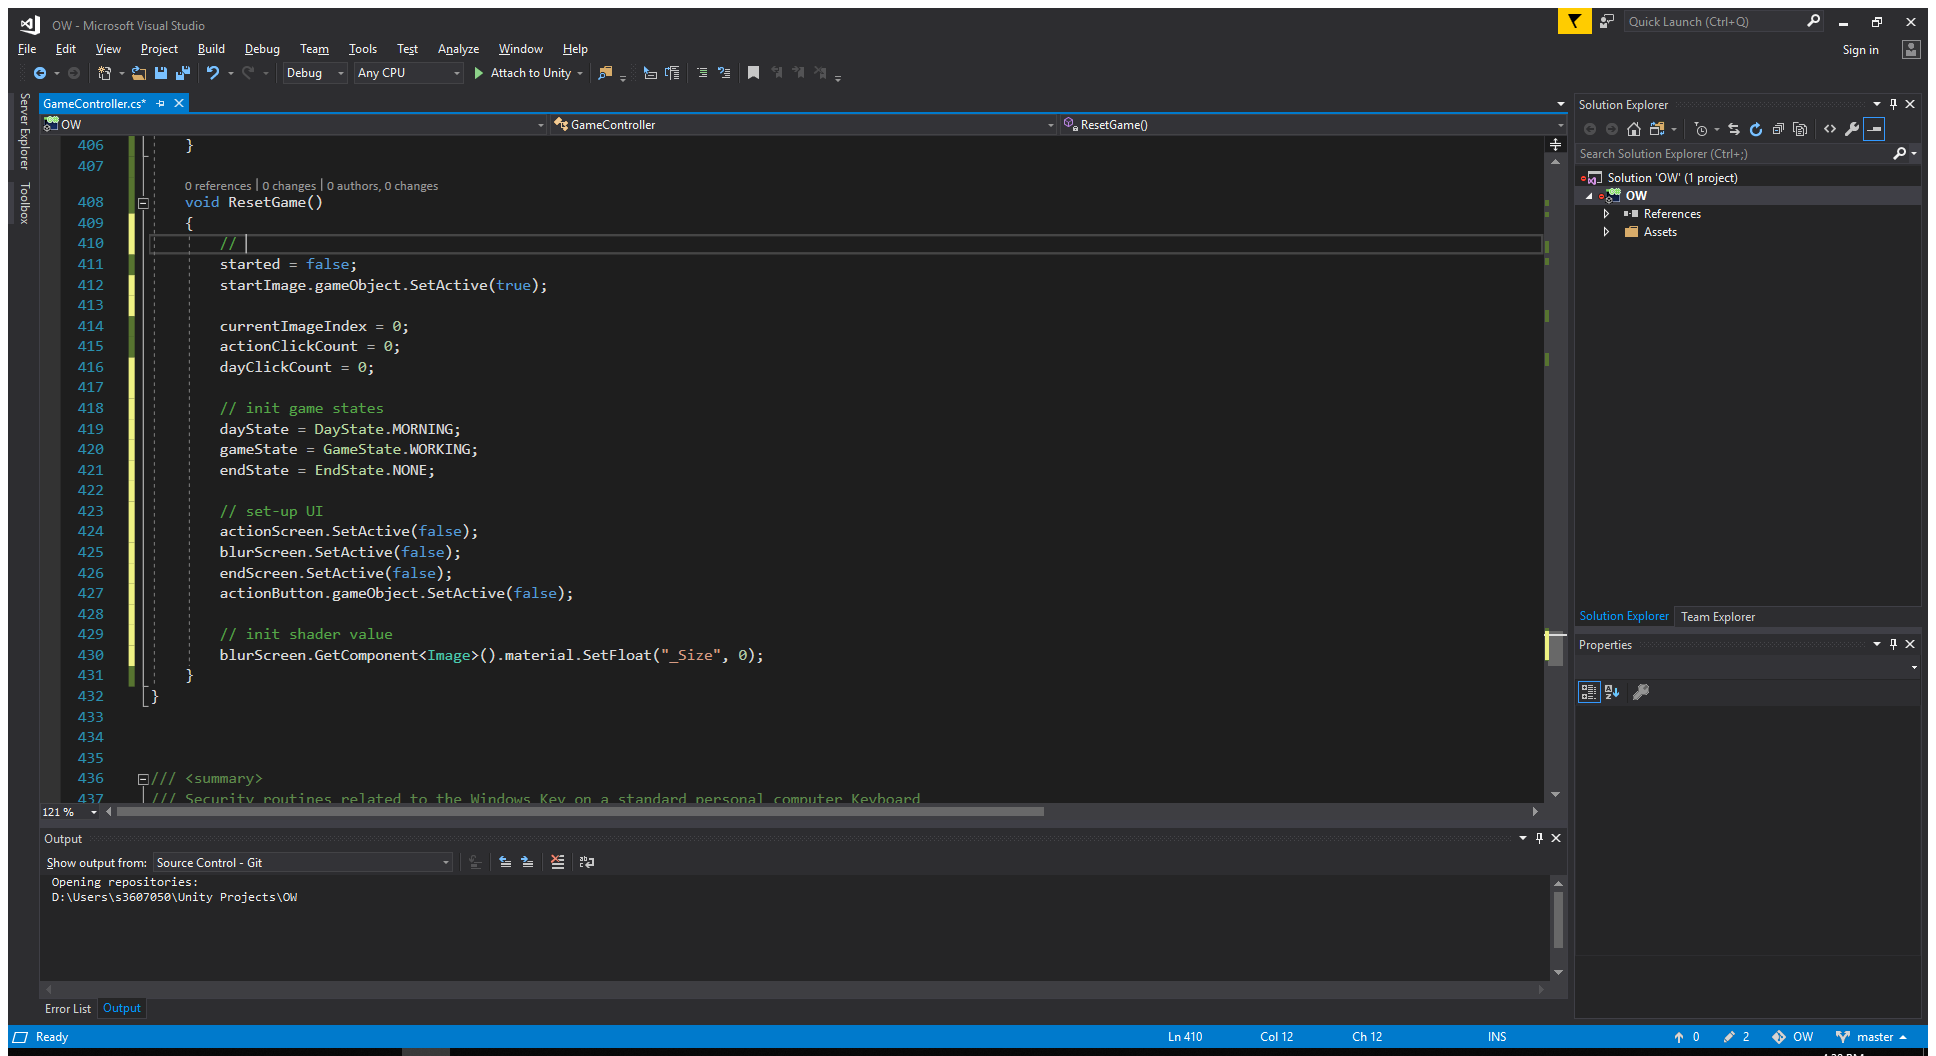 OW - Microsoft Visual Studio
Quick Launch (Ctrl+Q)
File Edit View Project Build Debug Team Tools Test Analyze Window Help
Sign in
Debug Any CPU Attach to Unity
Server Explorer
Toolbox
GameController.cs*
OW GameController ResetGame()
406 }
407
0 references | 0 changes | 0 authors, 0 changes
408 void ResetGame()
409 {
410 //
411 started = false;
412 startImage.gameObject.SetActive(true);
413
414 currentImageIndex = 0;
415 actionClickCount = 0;
416 dayClickCount = 0;
417
418 // init game states
419 dayState = DayState.MORNING;
420 gameState = GameState.WORKING;
421 endState = EndState.NONE;
422
423 // set-up UI
424 actionScreen.SetActive(false);
425 blurScreen.SetActive(false);
426 endScreen.SetActive(false);
427 actionButton.gameObject.SetActive(false);
428
429 // init shader value
430 blurScreen.GetComponent<Image>().material.SetFloat("_Size", 0);
431 }
432 }
433
434
435
436 /// <summary>
437 /// Security routines related to the Windows Key on a standard personal computer Keyboard
121 %
Solution Explorer
Search Solution Explorer (Ctrl+;)
Solution 'OW' (1 project)
OW
References
Assets
Solution Explorer Team Explorer
Properties
Output
Show output from: Source Control - Git
Opening repositories:
D:\Users\s3607050\Unity Projects\OW
Error List Output
Ready Ln 410 Col 12 Ch 12 INS 0 2 OW master